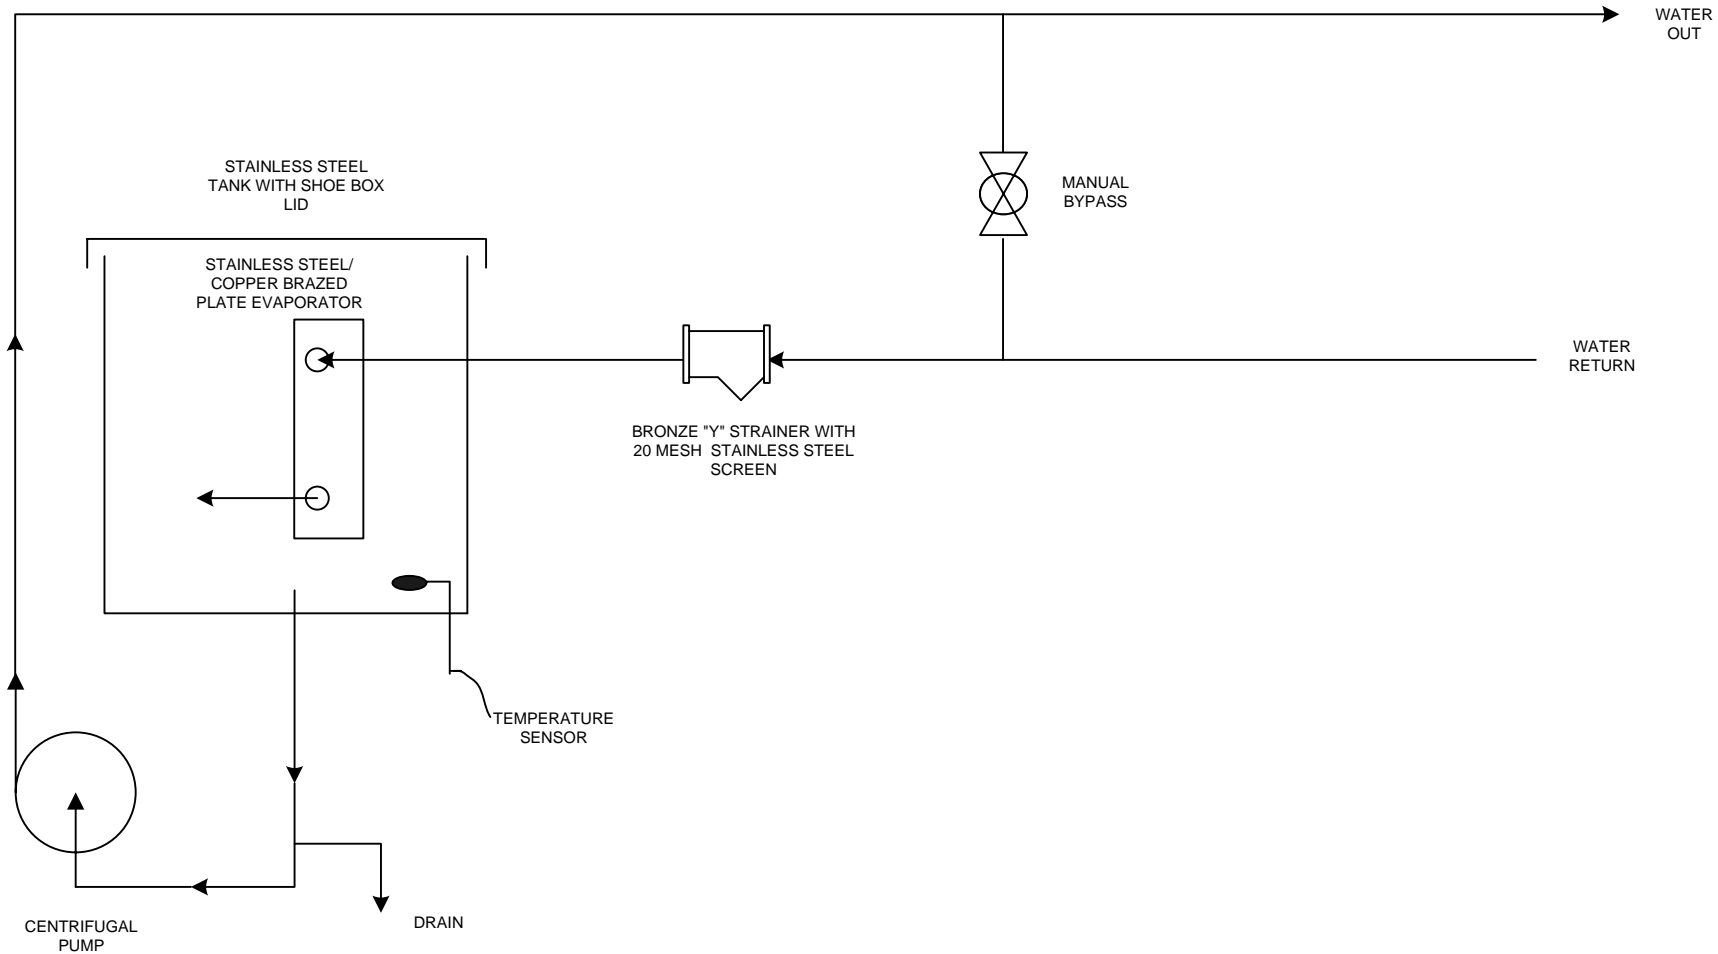 WATER
OUT
STAINLESS STEEL
TANK WITH SHOE BOX
LID
MANUAL
BYPASS
STAINLESS STEEL/
COPPER BRAZED
PLATE EVAPORATOR
WATER
RETURN
BRONZE "Y" STRAINER WITH
20 MESH  STAINLESS STEEL
SCREEN
TEMPERATURE
SENSOR
CENTRIFUGAL
PUMP
DRAIN